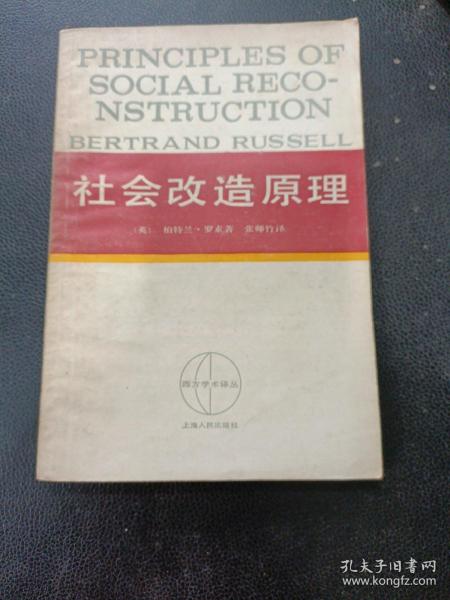 PRINCIPLES OF
SOCIAL RECO-
NSTRUCTION
BERTRAND RUSSELL
社会改造原理
〔英〕 柏特兰·罗素著 张师竹译
西方学术译丛
上海人民出版社
孔夫子旧书网
www.kongfz.com